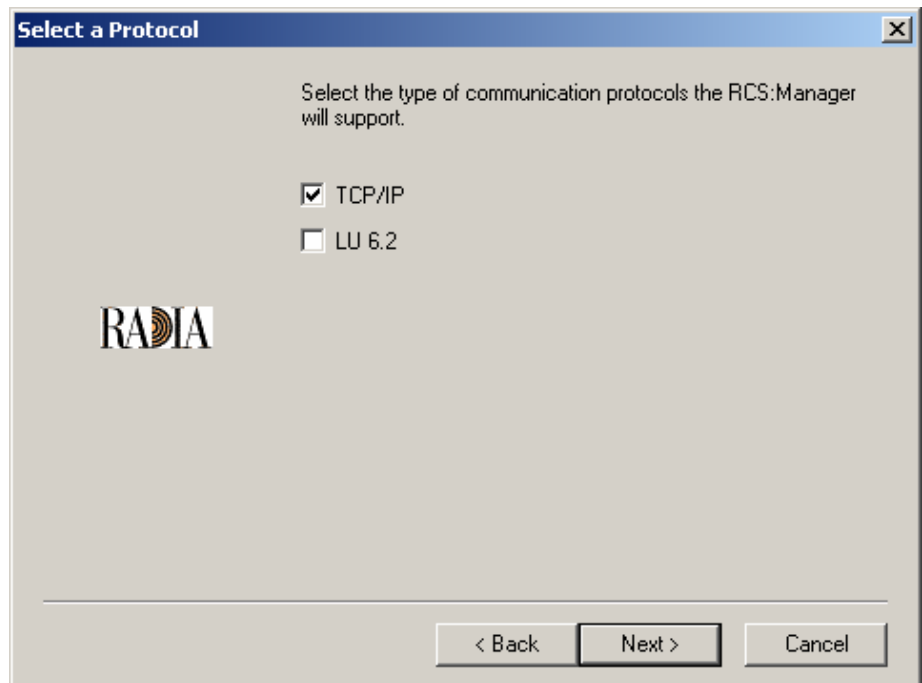 Select a Protocol
Select the type of communication protocols the RCS:Manager
will support.
TCP/IP
LU 6.2
RADIA
< Back
Next >
Cancel